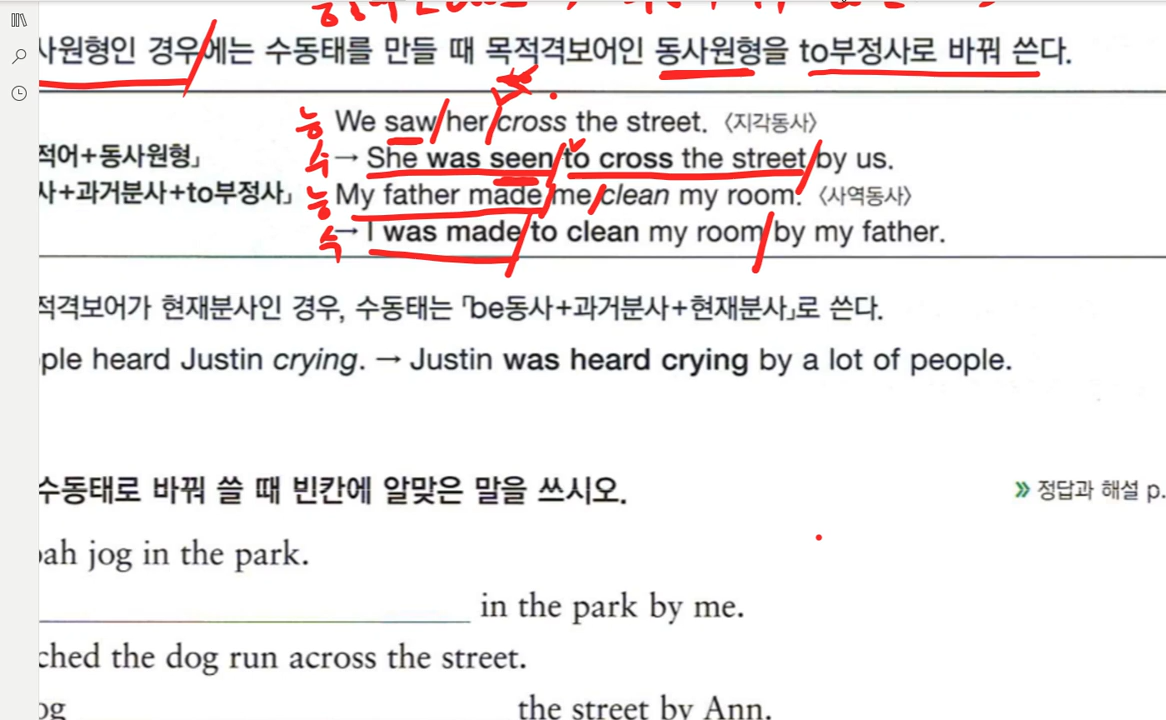 사원형인 경우에는 수동태를 만들 때 목적격보어인 동사원형을 to부정사로 바꿔 쓴다.
능 We saw her cross the street. 〈지각동사〉
적어+동사원형」 수 → She was seen to cross the street by us.
사+과거분사+to부정사」 능 My father made me clean my room. 〈사역동사〉
수 → I was made to clean my room by my father.
적격보어가 현재분사인 경우, 수동태는 「be동사+과거분사+현재분사」로 쓴다.
ple heard Justin crying. → Justin was heard crying by a lot of people.
수동태로 바꿔 쓸 때 빈칸에 알맞은 말을 쓰시오. » 정답과 해설 p.
ah jog in the park.
in the park by me.
ched the dog run across the street.
og the street by Ann.